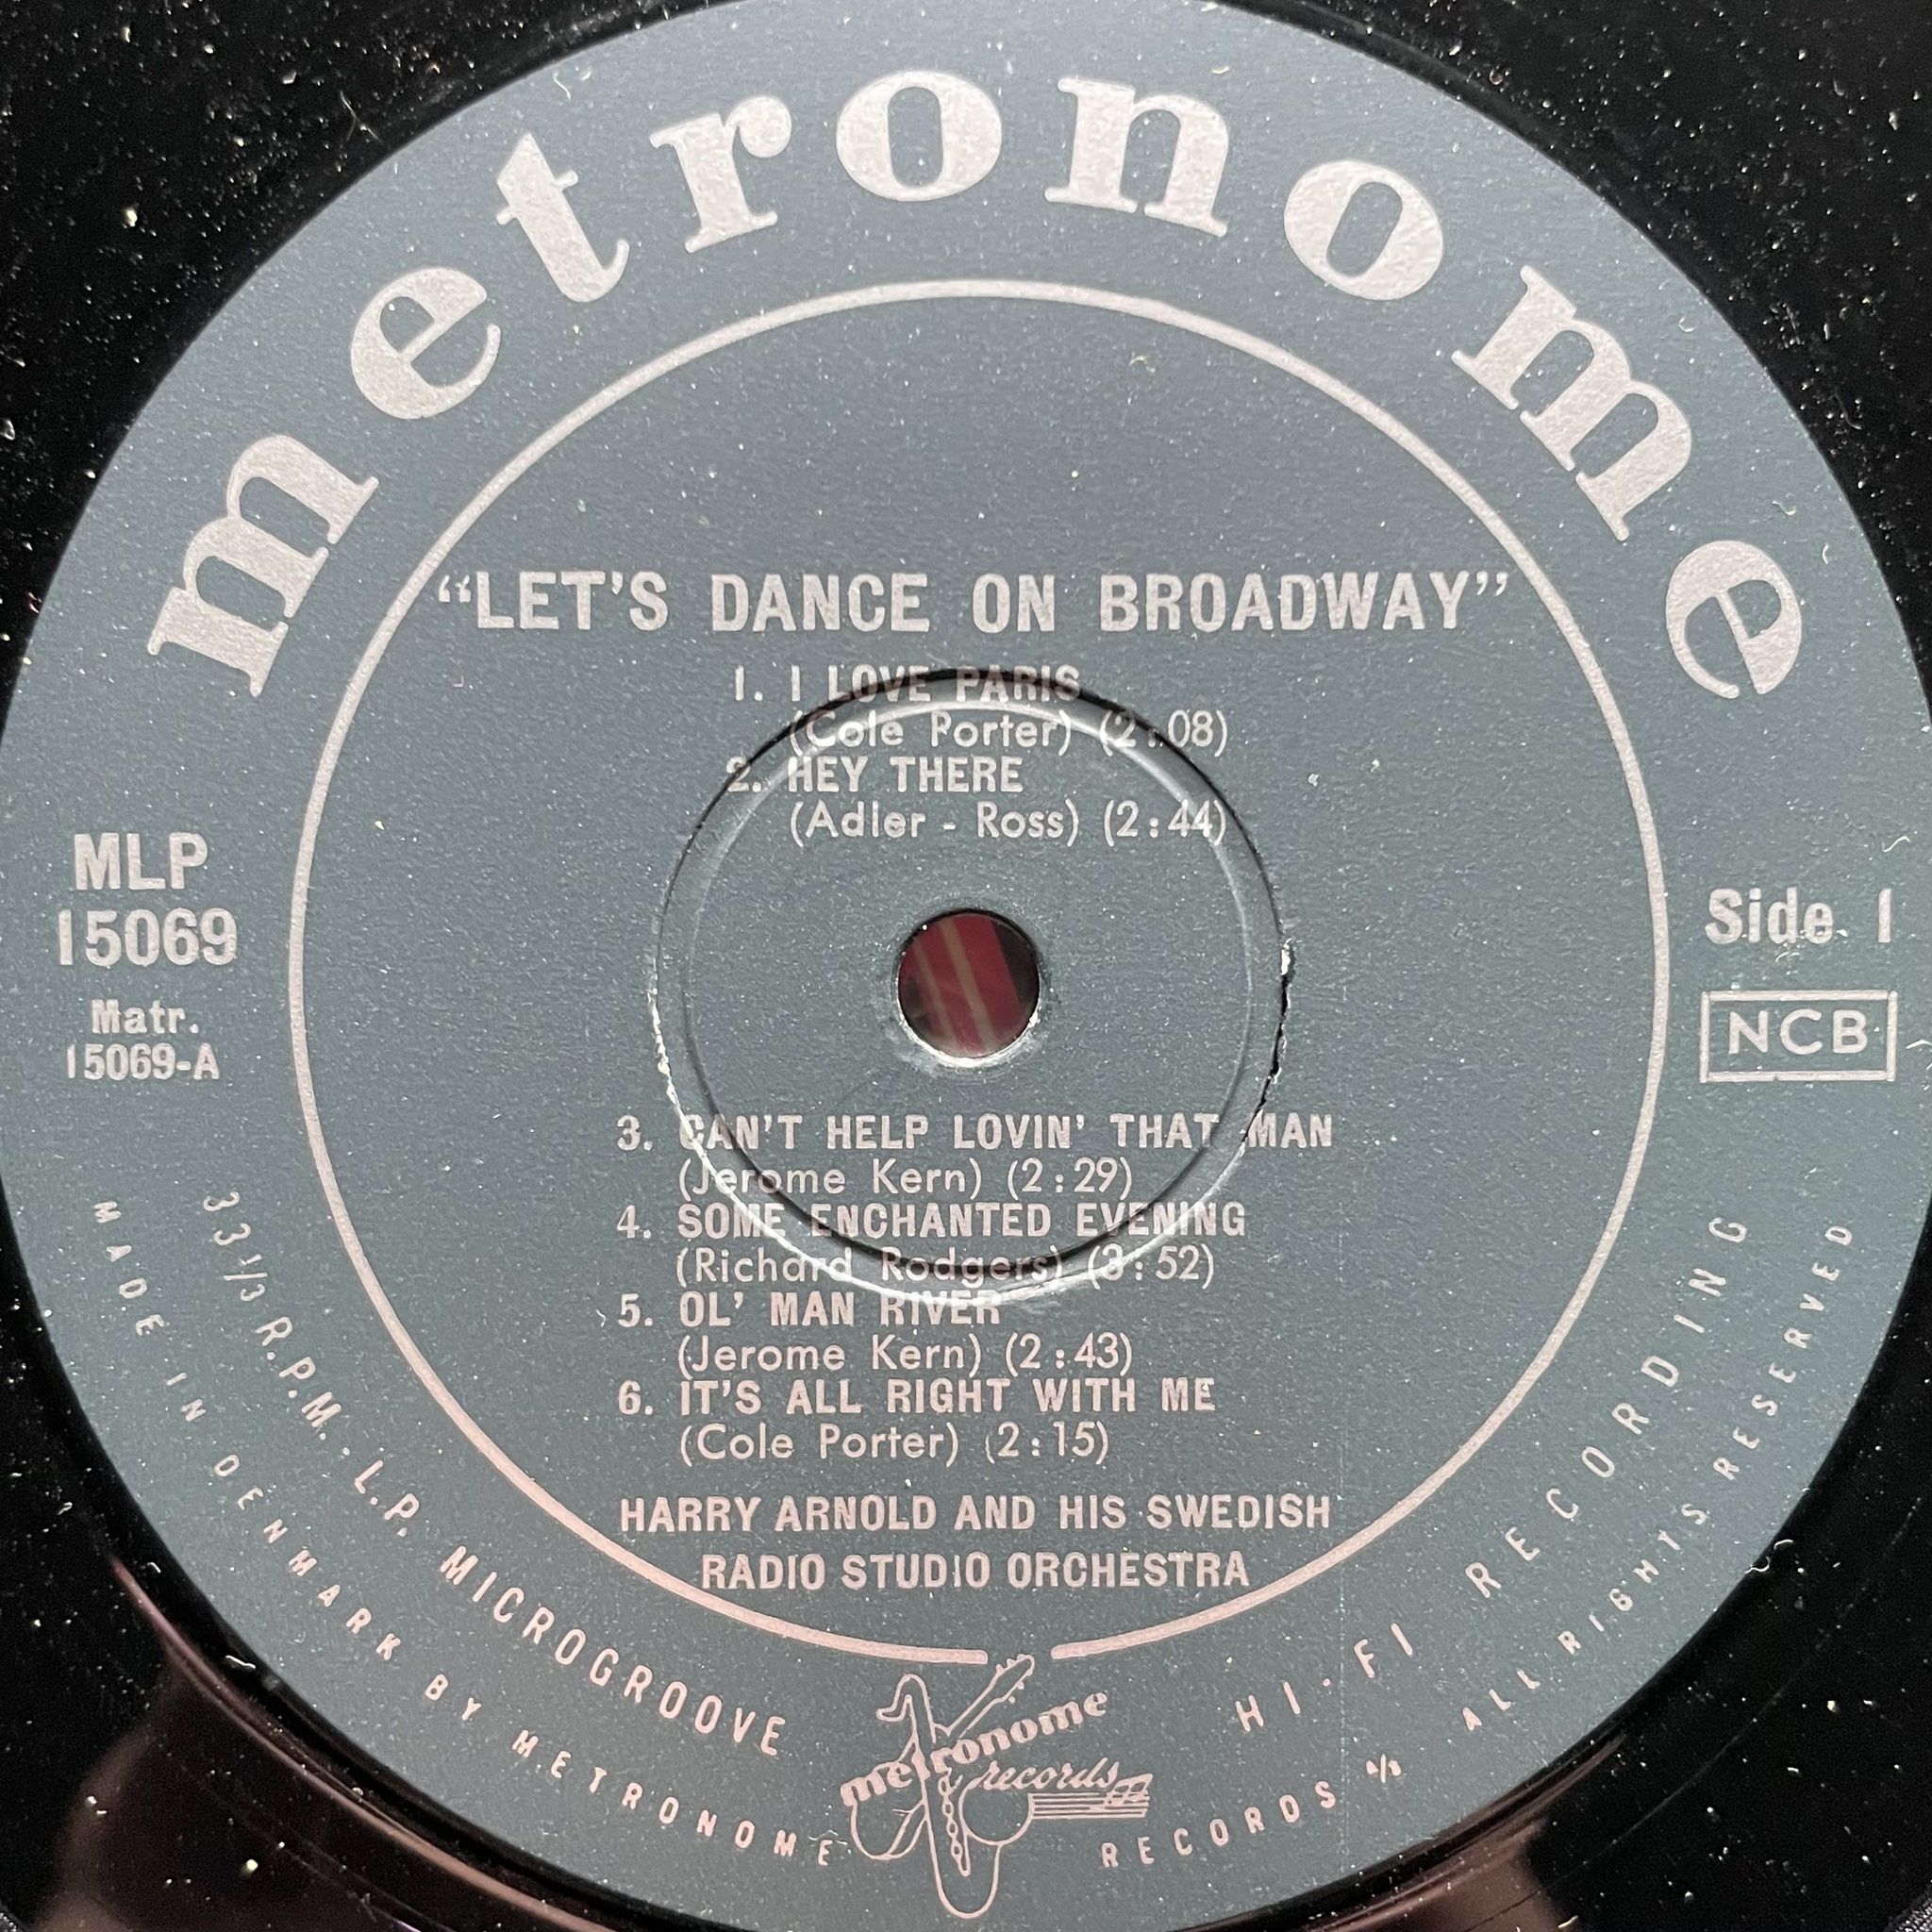 metronome
"LET'S DANCE ON BROADWAY"
1. I LOVE PARIS
(Cole Porter) (2:08)
2. HEY THERE
(Adler - Ross) (2:44)
MLP
15069
Matr.
15069-A
Side 1
NCB
3. CAN'T HELP LOVIN' THAT MAN
(Jerome Kern) (2:29)
4. SOME ENCHANTED EVENING
(Richard Rodgers) (3:52)
5. OL' MAN RIVER
(Jerome Kern) (2:43)
6. IT'S ALL RIGHT WITH ME
(Cole Porter) (2:15)
HARRY ARNOLD AND HIS SWEDISH
RADIO STUDIO ORCHESTRA
33 1/3 R.P.M. - L.P. MICROGROOVE
HI-FI RECORDING
MADE IN DENMARK BY METRONOME RECORDS A/S ALL RIGHTS RESERVED
metronome
records